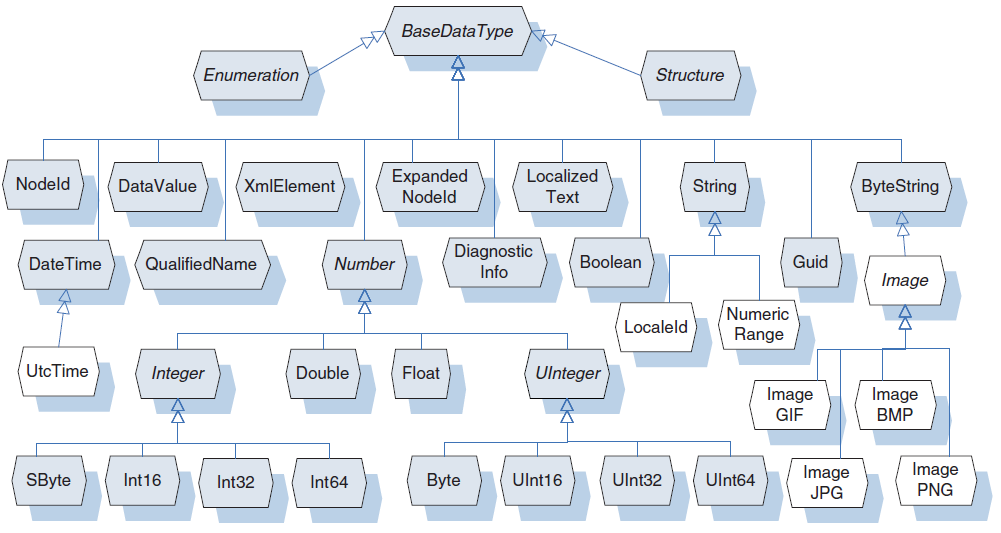 BaseDataType
Enumeration
Structure
NodeId
DataValue
XmlElement
Expanded
NodeId
Localized
Text
String
ByteString
DateTime
QualifiedName
Number
Diagnostic
Info
Boolean
Guid
Image
LocaleId
Numeric
Range
UtcTime
Integer
Double
Float
UInteger
Image
GIF
Image
BMP
SByte
Int16
Int32
Int64
Byte
UInt16
UInt32
UInt64
Image
JPG
Image
PNG